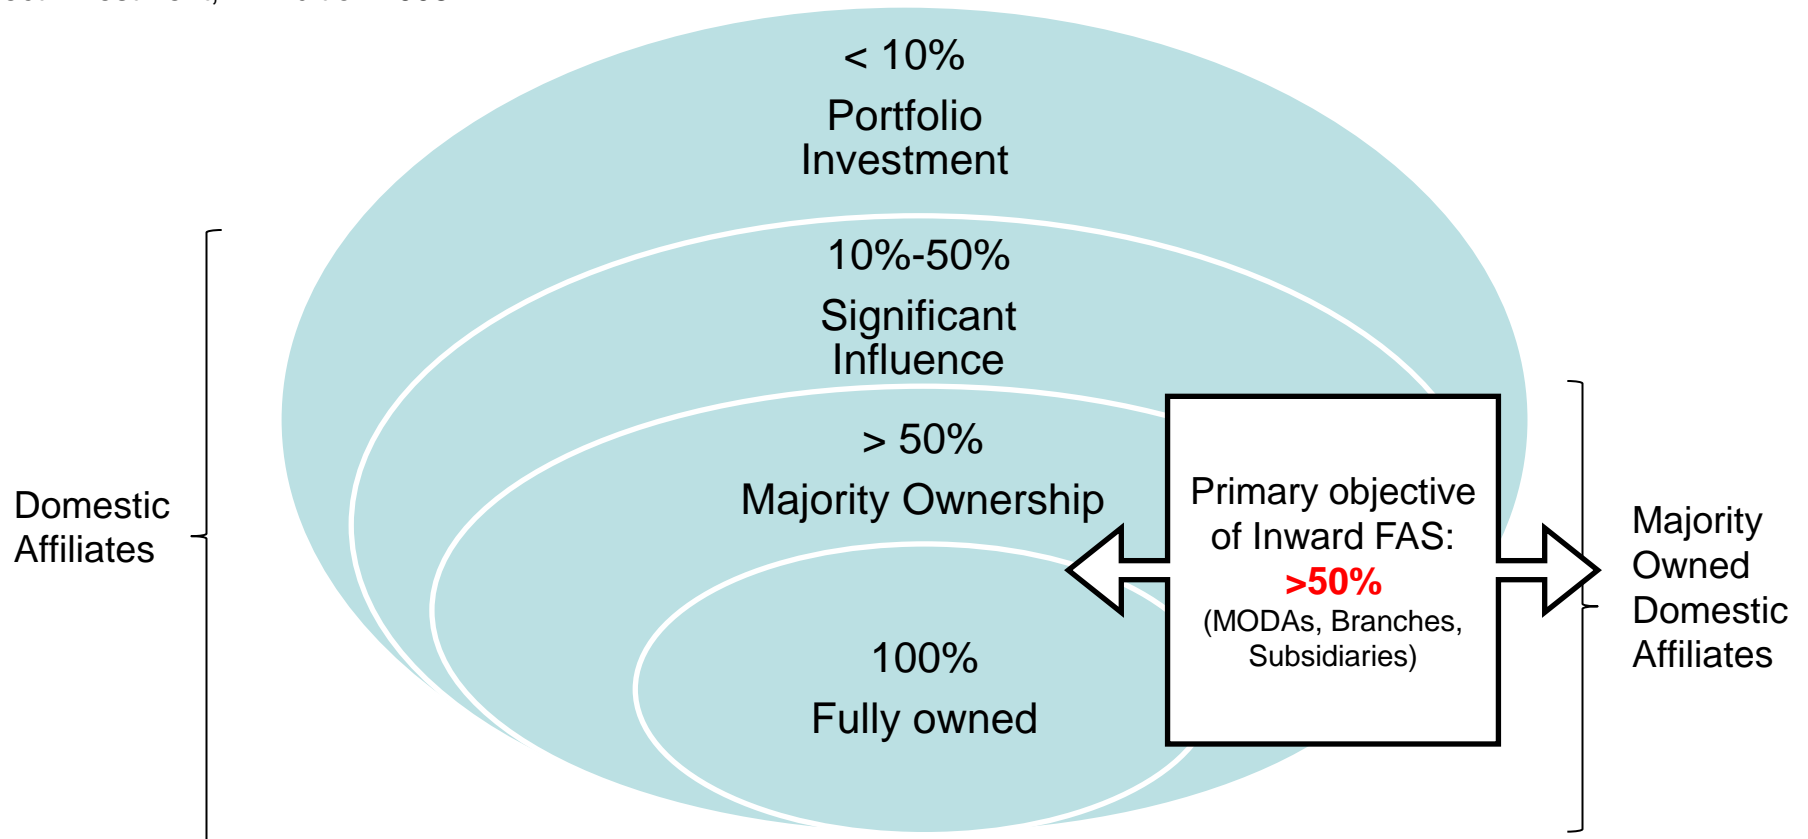 < 10%
Portfolio
Investment
10%-50%
Significant
Influence
> 50%
Majority Ownership
100%
Fully owned
Domestic
Affiliates
Primary objective
of Inward FAS:
>50%
(MODAs, Branches,
Subsidiaries)
Majority
Owned
Domestic
Affiliates